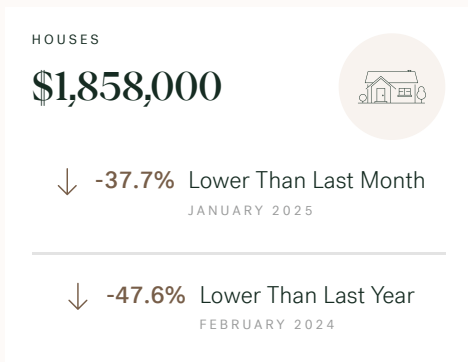 HOUSES
$1,858,000
-37.7% Lower Than Last Month
JANUARY 2025
-47.6% Lower Than Last Year
FEBRUARY 2024